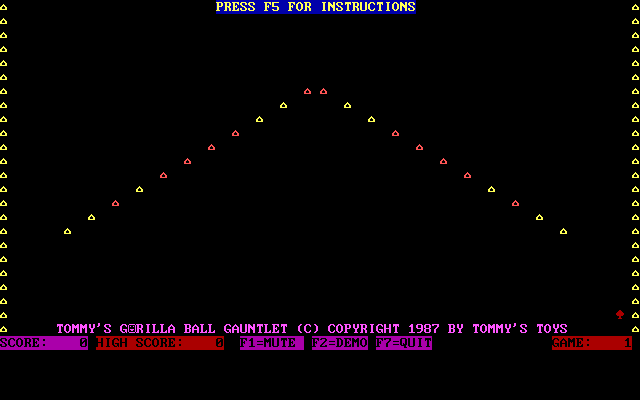 PRESS F5 FOR INSTRUCTIONS
TOMMY'S G☺RILLA BALL GAUNTLET (C) COPYRIGHT 1987 BY TOMMY'S TOYS
SCORE: 0 HIGH SCORE: 0 F1=MUTE F2=DEMO F7=QUIT GAME: 1